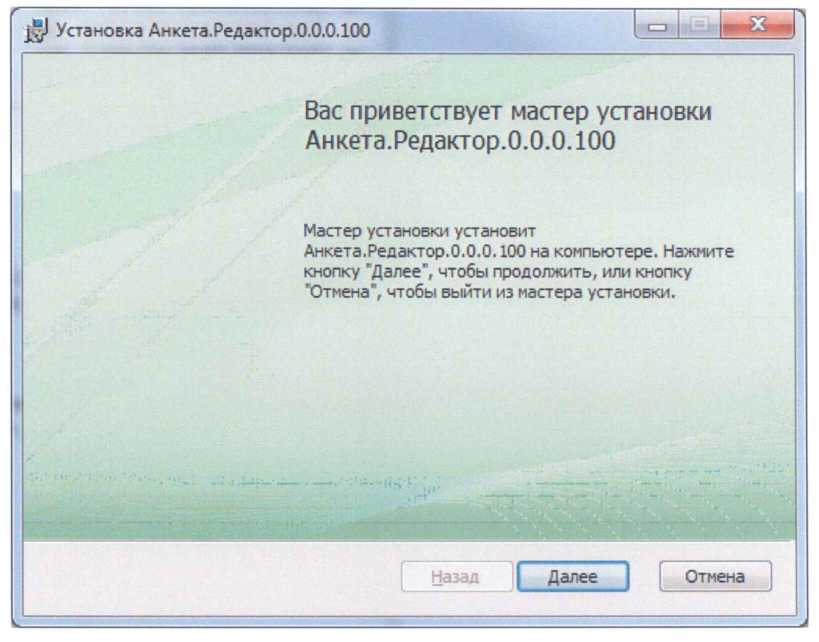 Установка Анкета.Редактор.0.0.0.100
Вас приветствует мастер установки
Анкета.Редактор.0.0.0.100
Мастер установки установит
Анкета.Редактор.0.0.0.100 на компьютере. Нажмите
кнопку "Далее", чтобы продолжить, или кнопку
"Отмена", чтобы выйти из мастера установки.
Назад Далее Отмена